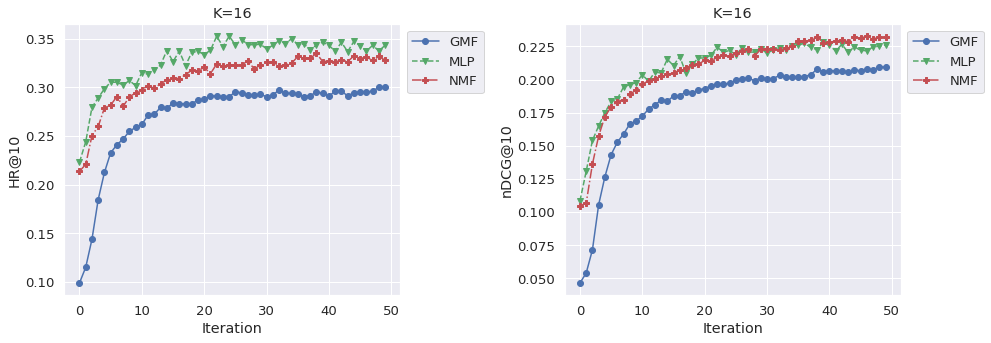 K=16
HR@10
0.35
0.30
0.25
0.20
0.15
0.10
0 10 20 30 40 50
Iteration
GMF
MLP
NMF
K=16
nDCG@10
0.225
0.200
0.175
0.150
0.125
0.100
0.075
0.050
0 10 20 30 40 50
Iteration
GMF
MLP
NMF